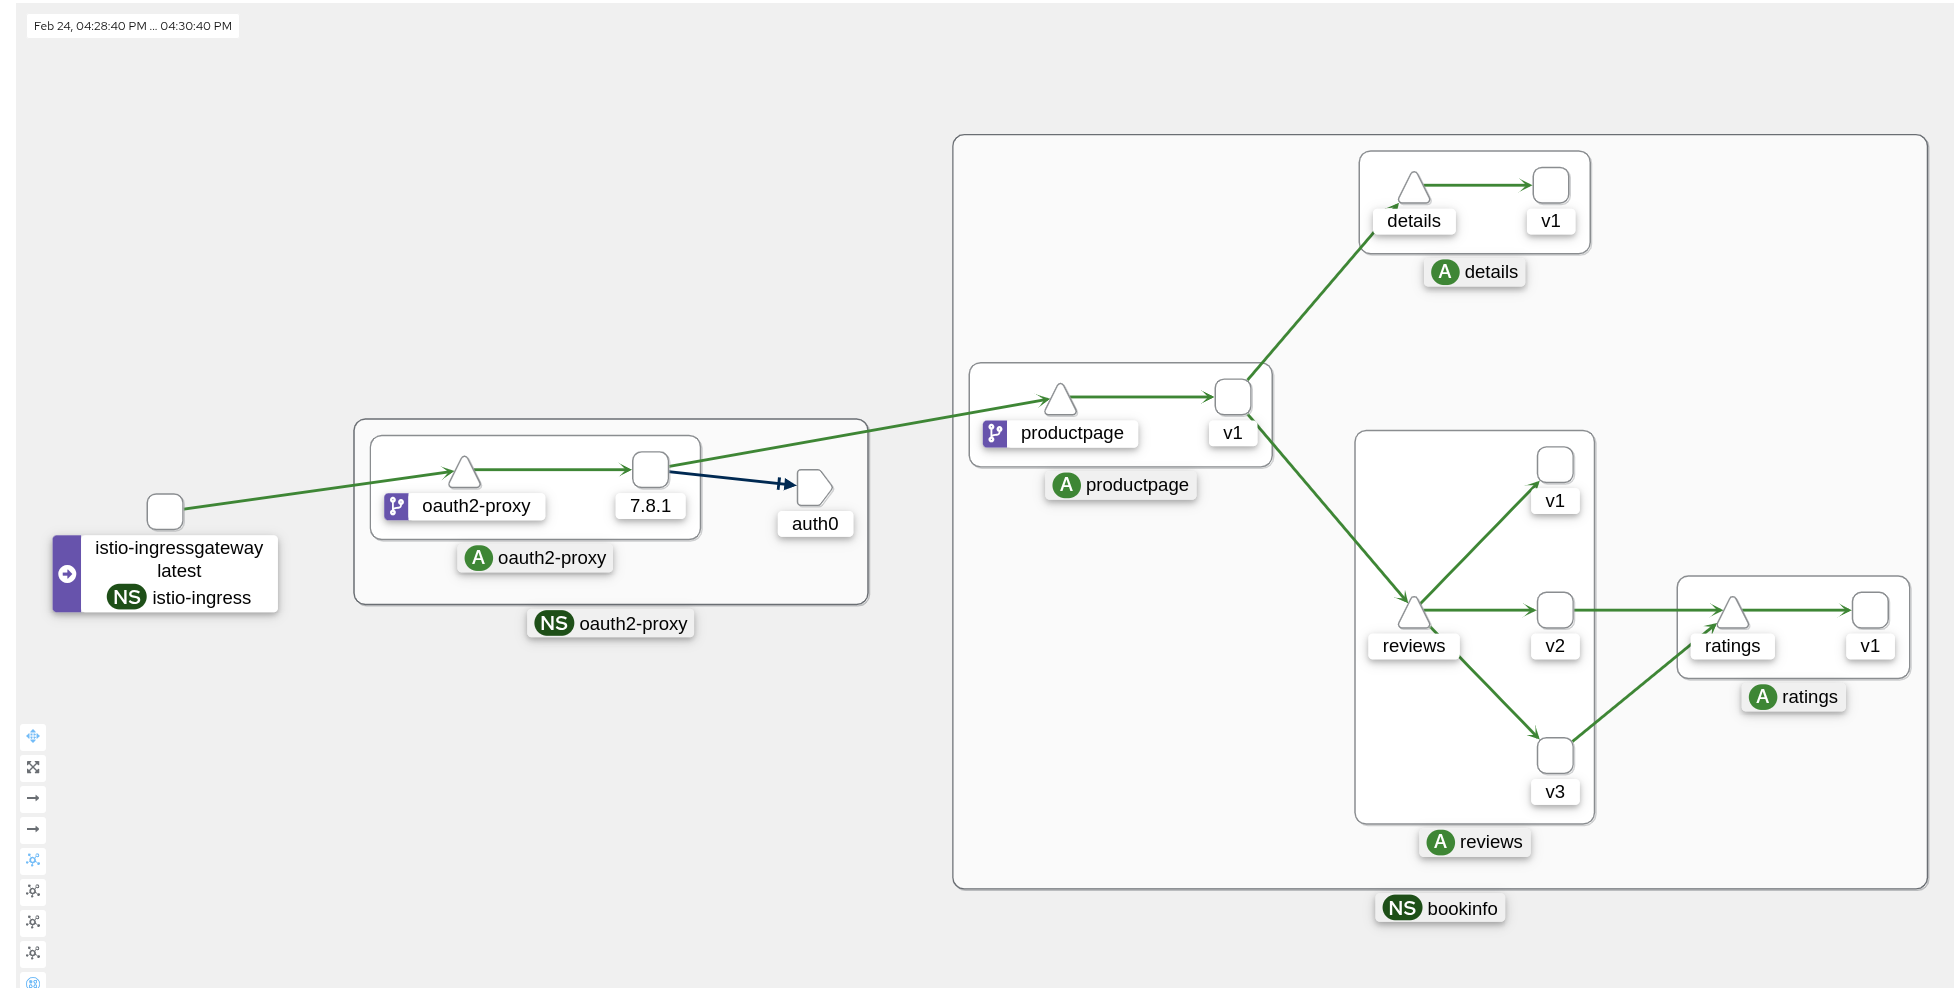 Feb 24, 04:28:40 PM ... 04:30:40 PM
details
v1
A details
productpage
v1
A productpage
oauth2-proxy
7.8.1
auth0
A oauth2-proxy
NS oauth2-proxy
istio-ingressgateway
latest
NS istio-ingress
v1
reviews
v2
v3
A reviews
ratings
v1
A ratings
NS bookinfo